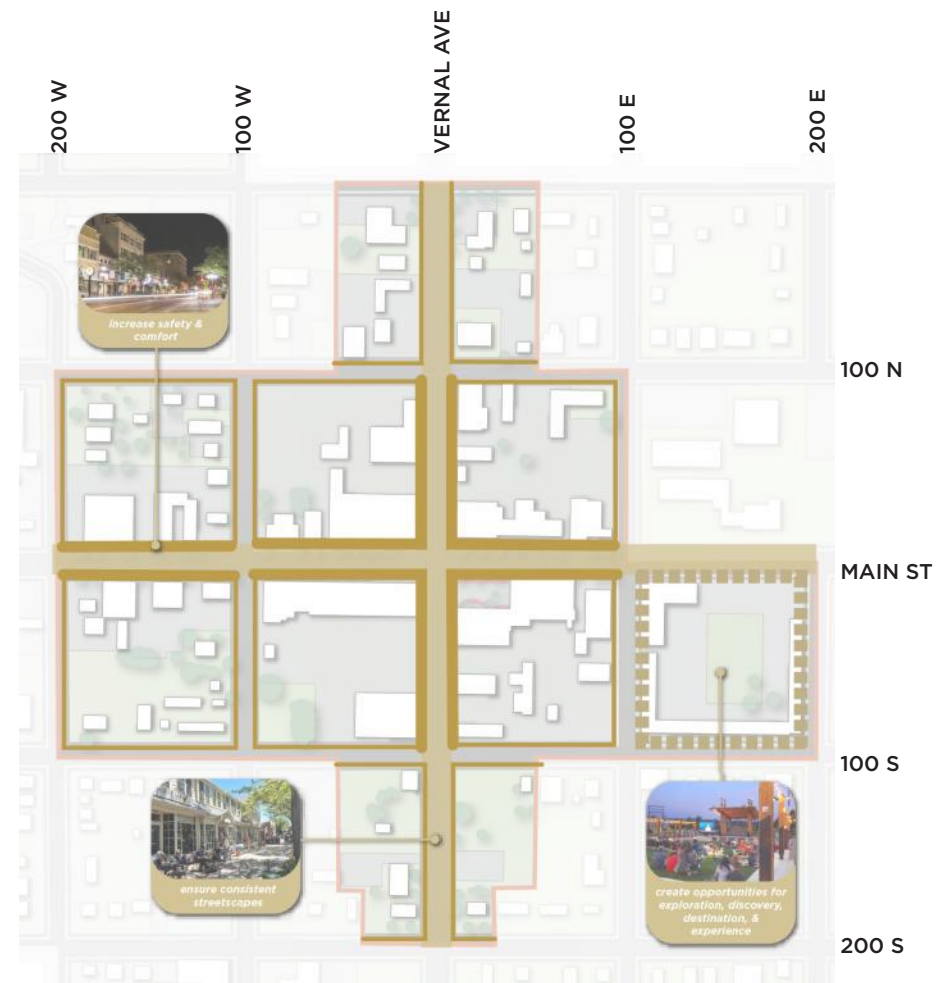 200 W
100 W
VERNAL AVE
100 E
200 E
increase safety &
comfort
100 N
MAIN ST
100 S
ensure consistent
streetscapes
create opportunities for
exploration, discovery,
destination, &
experience
200 S